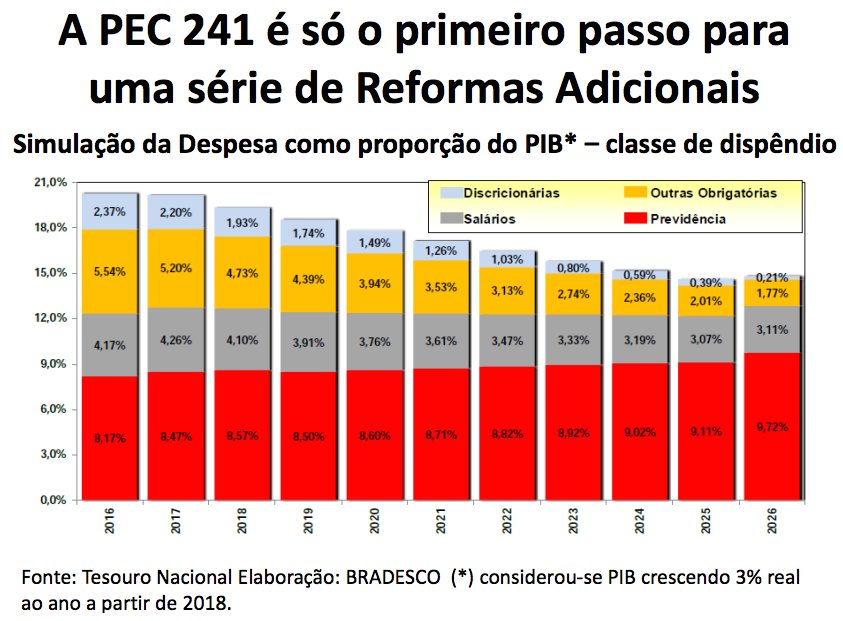 A PEC 241 é só o primeiro passo para
uma série de Reformas Adicionais
Simulação da Despesa como proporção do PIB* – classe de dispêndio
21,0%
18,0%
15,0%
12,0%
9,0%
6,0%
3,0%
0,0%
Discricionárias
Outras Obrigatórias
Salários
Previdência
2,37% 2,20% 1,93% 1,74% 1,49% 1,26% 1,03% 0,80% 0,59% 0,39% 0,21%
5,54% 5,20% 4,73% 4,39% 3,94% 3,53% 3,13% 2,74% 2,36% 2,01% 1,77%
4,17% 4,26% 4,10% 3,91% 3,76% 3,61% 3,47% 3,33% 3,19% 3,07% 3,11%
8,17% 8,47% 8,57% 8,50% 8,60% 8,71% 8,82% 8,92% 9,02% 9,11% 9,72%
2016 2017 2018 2019 2020 2021 2022 2023 2024 2025 2026
Fonte: Tesouro Nacional Elaboração: BRADESCO (*) considerou-se PIB crescendo 3% real
ao ano a partir de 2018.